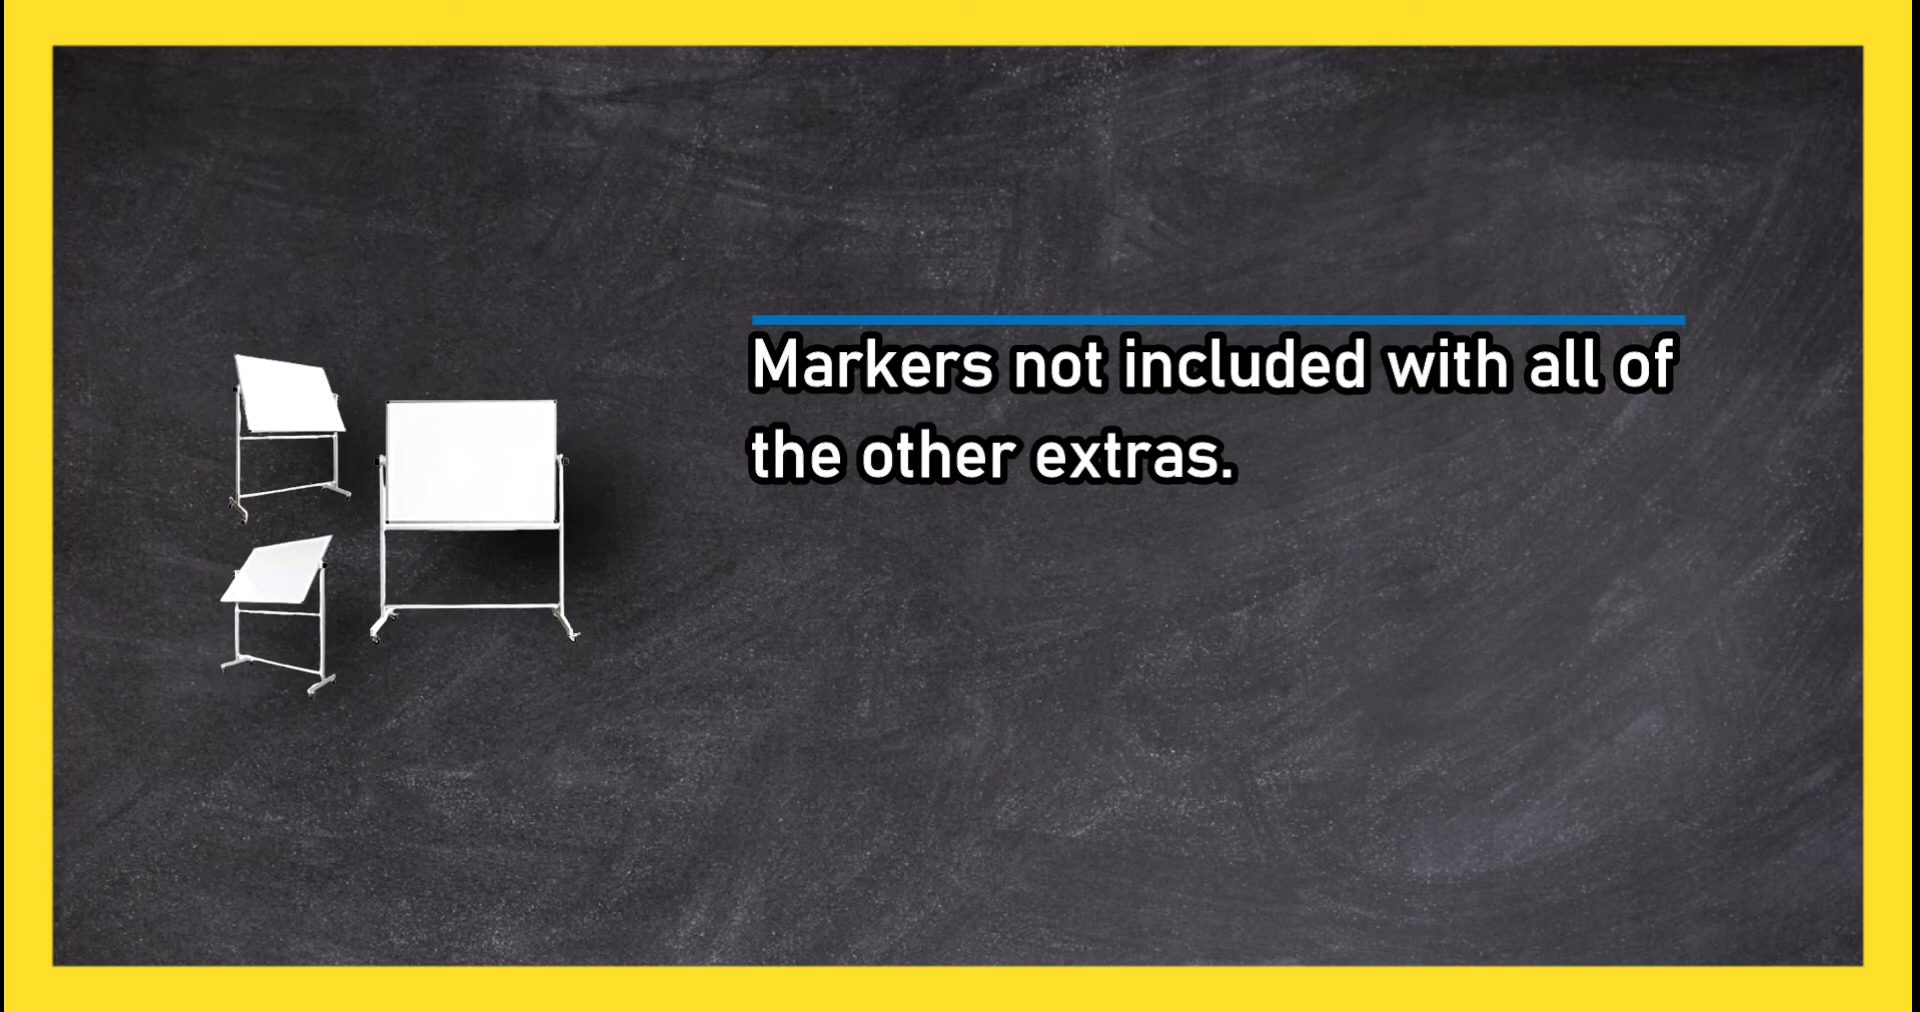 Markers not included with all of
the other extras.